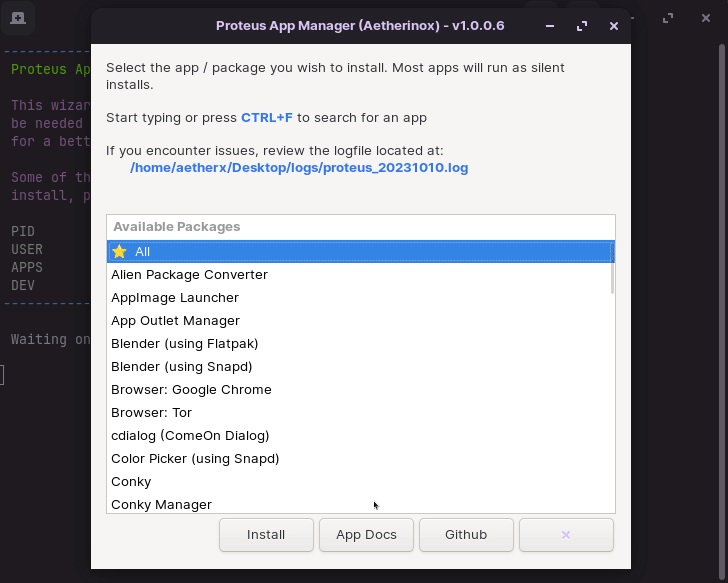 Proteus App Manager (Aetherinox) - v1.0.0.6
Proteus Ap
This wizar
be needed
for a bett
Some of th
install, p
PID
USER
APPS
DEV
Waiting on
Select the app / package you wish to install. Most apps will run as silent
installs.
Start typing or press CTRL+F to search for an app
If you encounter issues, review the logfile located at:
/home/aetherx/Desktop/logs/proteus_20231010.log
Available Packages
⭐ All
Alien Package Converter
AppImage Launcher
App Outlet Manager
Blender (using Flatpak)
Blender (using Snapd)
Browser: Google Chrome
Browser: Tor
cdialog (ComeOn Dialog)
Color Picker (using Snapd)
Conky
Conky Manager
Install App Docs Github ×